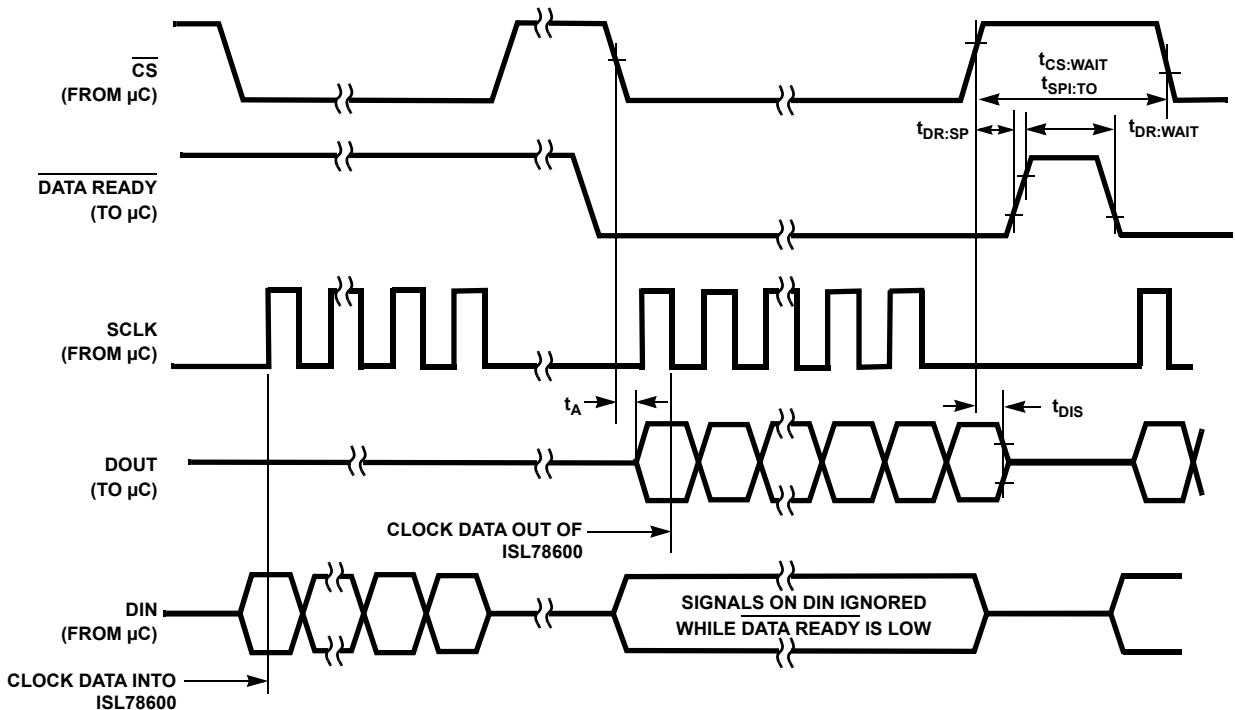 CS
(FROM µC)
tCS:WAIT
tSPI:TO
tDR:SP
tDR:WAIT
DATA READY
(TO µC)
SCLK
(FROM µC)
tA
tDIS
DOUT
(TO µC)
CLOCK DATA OUT OF
ISL78600
DIN
(FROM µC)
SIGNALS ON DIN IGNORED
WHILE DATA READY IS LOW
CLOCK DATA INTO
ISL78600